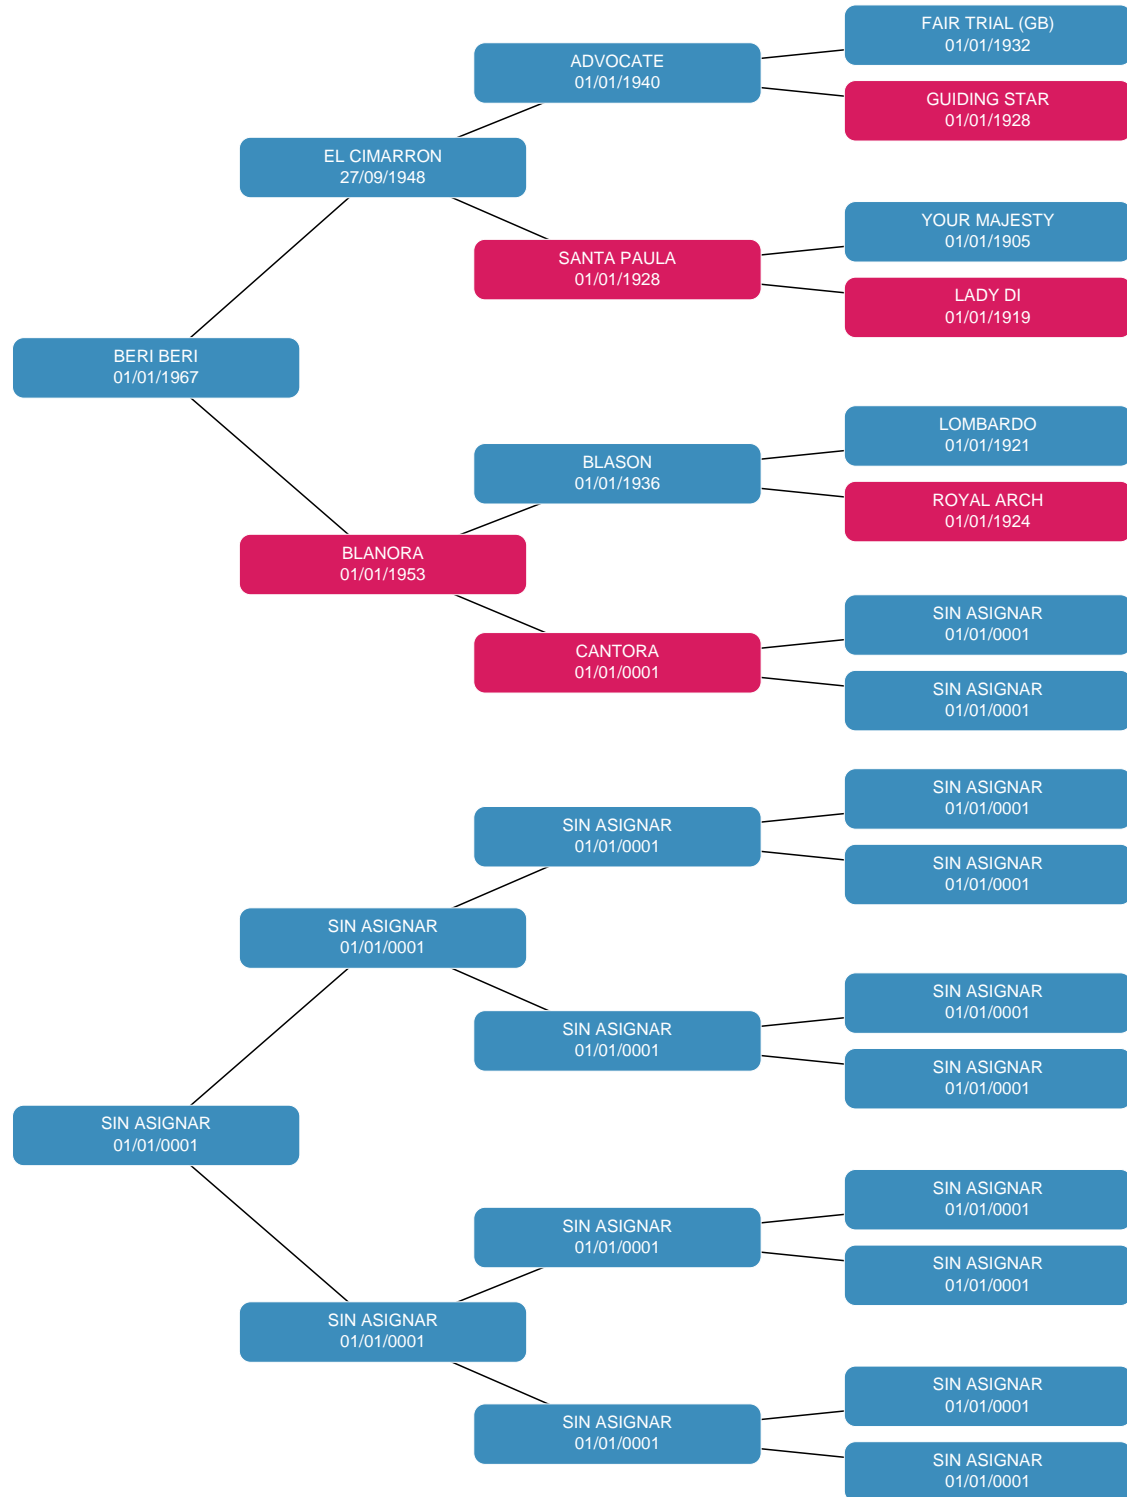 FAIR TRIAL (GB)
01/01/1932
ADVOCATE
01/01/1940
GUIDING STAR
01/01/1928
EL CIMARRON
27/09/1948
YOUR MAJESTY
01/01/1905
SANTA PAULA
01/01/1928
LADY DI
01/01/1919
BERI BERI
01/01/1967
LOMBARDO
01/01/1921
BLASON
01/01/1936
ROYAL ARCH
01/01/1924
BLANORA
01/01/1953
SIN ASIGNAR
01/01/0001
CANTORA
01/01/0001
SIN ASIGNAR
01/01/0001
SIN ASIGNAR
01/01/0001
SIN ASIGNAR
01/01/0001
SIN ASIGNAR
01/01/0001
SIN ASIGNAR
01/01/0001
SIN ASIGNAR
01/01/0001
SIN ASIGNAR
01/01/0001
SIN ASIGNAR
01/01/0001
SIN ASIGNAR
01/01/0001
SIN ASIGNAR
01/01/0001
SIN ASIGNAR
01/01/0001
SIN ASIGNAR
01/01/0001
SIN ASIGNAR
01/01/0001
SIN ASIGNAR
01/01/0001
SIN ASIGNAR
01/01/0001
SIN ASIGNAR
01/01/0001